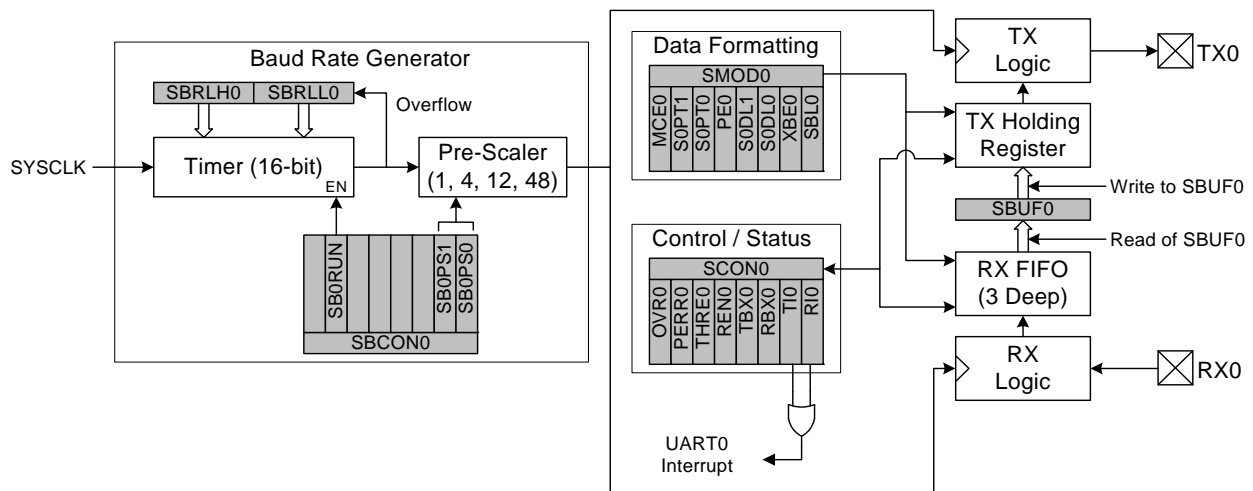 Baud Rate Generator
SBRLH0 SBRLL0
Overflow
SYSCLK
Timer (16-bit)
EN
Pre-Scaler
(1, 4, 12, 48)
SB0RUN
SB0PS1
SB0PS0
SBCON0
Data Formatting
SMOD0
MCE0
S0PT1
S0PT0
PE0
S0DL1
S0DL0
XBE0
SBL0
Control / Status
SCON0
OVR0
PERR0
THRE0
REN0
TBX0
RBX0
TI0
RI0
UART0
Interrupt
TX
Logic
TX0
TX Holding
Register
Write to SBUF0
SBUF0
Read of SBUF0
RX FIFO
(3 Deep)
RX
Logic
RX0